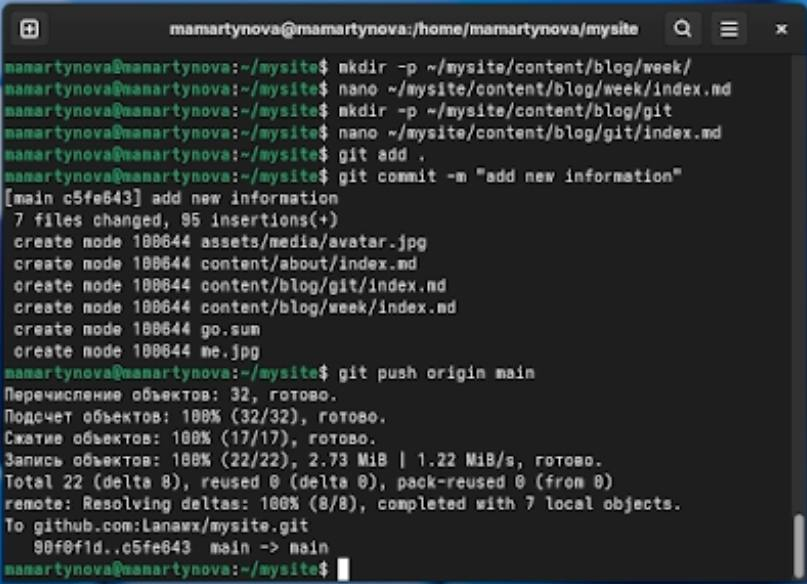 mamartynova@mamartynova:/home/mamartynova/mysite
mamartynova@mamartynova:~/mysite$ mkdir -p ~/mysite/content/blog/week/
mamartynova@mamartynova:~/mysite$ nano ~/mysite/content/blog/week/index.md
mamartynova@mamartynova:~/mysite$ mkdir -p ~/mysite/content/blog/git
mamartynova@mamartynova:~/mysite$ nano ~/mysite/content/blog/git/index.md
mamartynova@mamartynova:~/mysite$ git add .
mamartynova@mamartynova:~/mysite$ git commit -m "add new information"
[main c5fe643] add new information
7 files changed, 95 insertions(+)
create mode 100644 assets/media/avatar.jpg
create mode 100644 content/about/index.md
create mode 100644 content/blog/git/index.md
create mode 100644 content/blog/week/index.md
create mode 100644 go.sum
create mode 100644 me.jpg
mamartynova@mamartynova:~/mysite$ git push origin main
Перечисление объектов: 32, готово.
Подсчет объектов: 100% (32/32), готово.
Сжатие объектов: 100% (17/17), готово.
Запись объектов: 100% (22/22), 2.73 MiB | 1.22 MiB/s, готово.
Total 22 (delta 8), reused 0 (delta 0), pack-reused 0 (from 0)
remote: Resolving deltas: 100% (8/8), completed with 7 local objects.
To github.com:Lanawx/mysite.git
90f0f1d..c5fe643 main -> main
mamartynova@mamartynova:~/mysite$